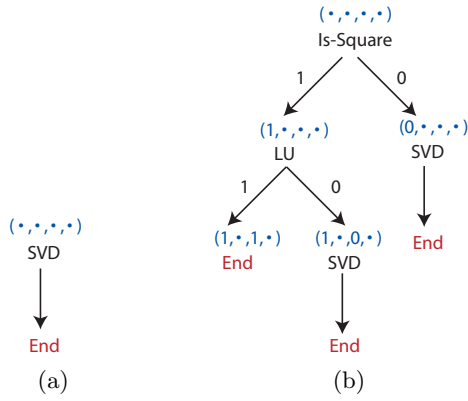 (•,•,•,•)
SVD
End
(a)
(•,•,•,•)
Is-Square
1
0
(1,•,•,•)
LU
(0,•,•,•)
SVD
1
0
(1,•,1,•)
End
(1,•,0,•)
SVD
End
End
(b)